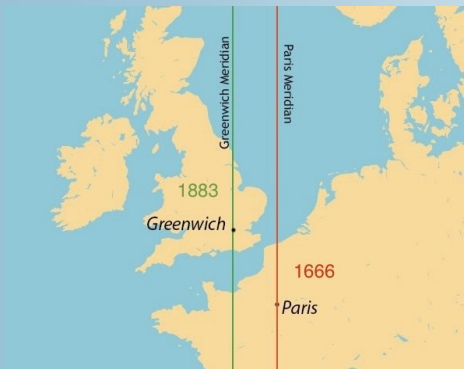 Greenwich Meridian
Paris Meridian
1883
Greenwich
1666
Paris